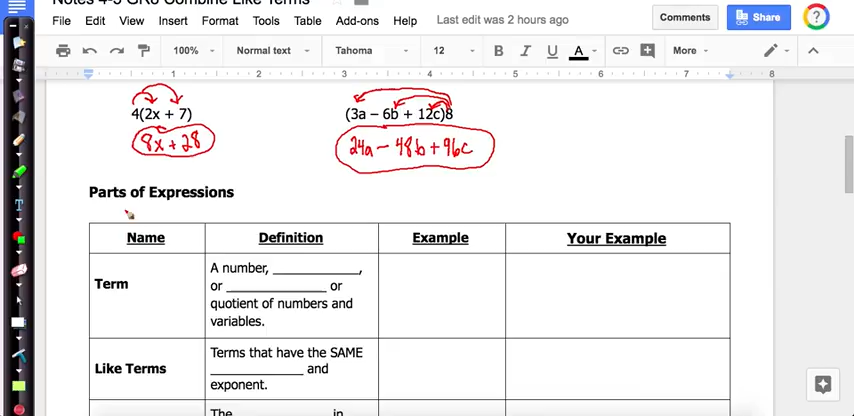 Notes 4-5 GR6 Combine Like Terms
File Edit View Insert Format Tools Table Add-ons Help Last edit was 2 hours ago
Comments Share ?
100% Normal text Tahoma 12 B I U A More
1 2 3 4 5 6 7 8
4(2x + 7) (3a – 6b + 12c)8
8x + 28 24a – 48b + 96c
Parts of Expressions
Name Definition Example Your Example
Term
A number, ____________,
or ______________ or
quotient of numbers and
variables.
Like Terms
Terms that have the SAME
_____________ and
exponent.
The ______________ in